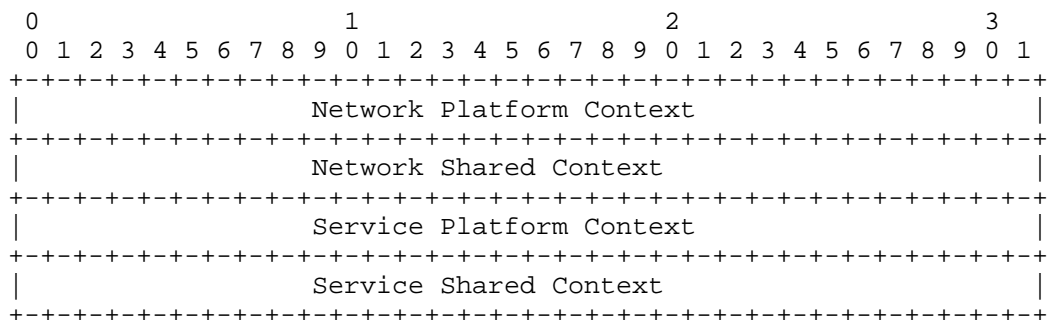 0                   1                   2                   3
 0 1 2 3 4 5 6 7 8 9 0 1 2 3 4 5 6 7 8 9 0 1 2 3 4 5 6 7 8 9 0 1
+-+-+-+-+-+-+-+-+-+-+-+-+-+-+-+-+-+-+-+-+-+-+-+-+-+-+-+-+-+-+-+-+
|                  Network Platform Context                     |
+-+-+-+-+-+-+-+-+-+-+-+-+-+-+-+-+-+-+-+-+-+-+-+-+-+-+-+-+-+-+-+-+
|                  Network Shared Context                       |
+-+-+-+-+-+-+-+-+-+-+-+-+-+-+-+-+-+-+-+-+-+-+-+-+-+-+-+-+-+-+-+-+
|                  Service Platform Context                     |
+-+-+-+-+-+-+-+-+-+-+-+-+-+-+-+-+-+-+-+-+-+-+-+-+-+-+-+-+-+-+-+-+
|                  Service Shared Context                       |
+-+-+-+-+-+-+-+-+-+-+-+-+-+-+-+-+-+-+-+-+-+-+-+-+-+-+-+-+-+-+-+-+